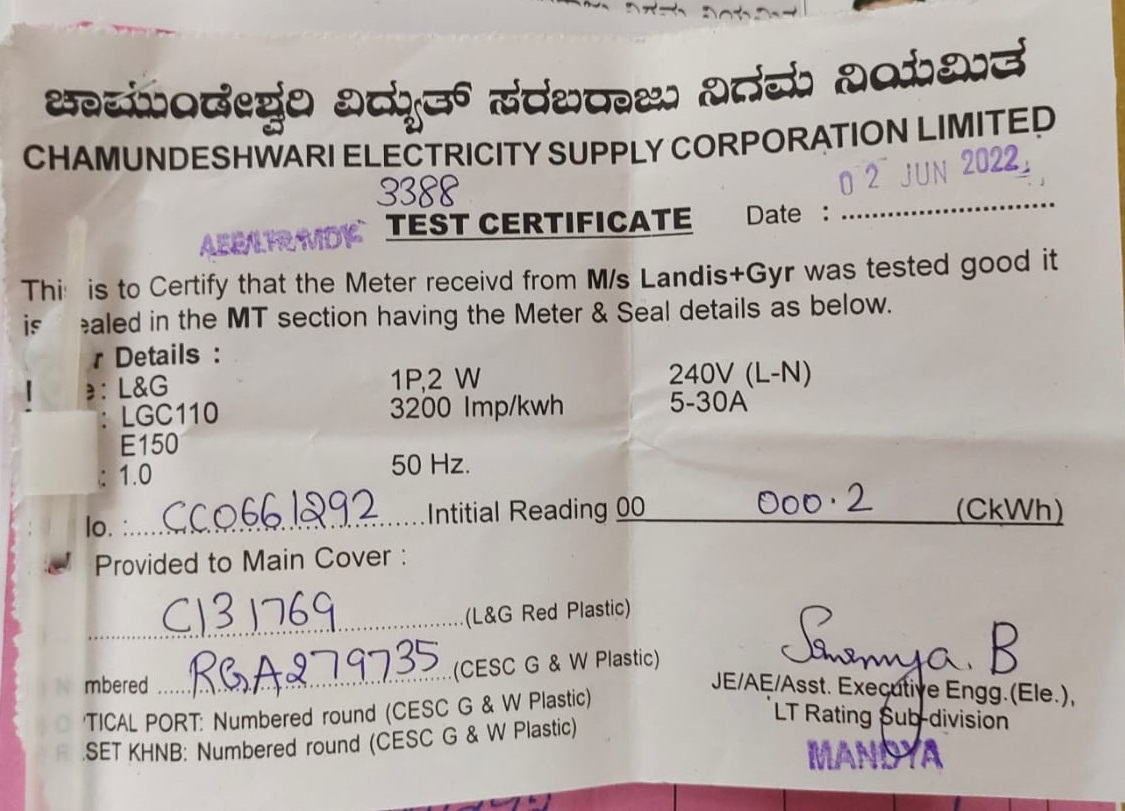 ಚಾಮುಂಡೇಶ್ವರಿ ವಿದ್ಯುತ್ ಸರಬರಾಜು ನಿಗಮ ನಿಯಮಿತ
CHAMUNDESHWARI ELECTRICITY SUPPLY CORPORATION LIMITED
3388
02 JUN 2022
TEST CERTIFICATE Date :
Thi is to Certify that the Meter receivd from M/s Landis+Gyr was tested good it
is ealed in the MT section having the Meter & Seal details as below.
r Details :
e: L&G 1P,2 W 240V (L-N)
: LGC110 3200 Imp/kwh 5-30A
E150
: 1.0 50 Hz.
lo. : CC0661292 Intitial Reading 00 000.2 (CkWh)
Provided to Main Cover :
C131769 (L&G Red Plastic)
mbered RGA279735 (CESC G & W Plastic)
TICAL PORT: Numbered round (CESC G & W Plastic)
SET KHNB: Numbered round (CESC G & W Plastic)
JE/AE/Asst. Executive Engg.(Ele.),
LT Rating Sub-division
MANDYA